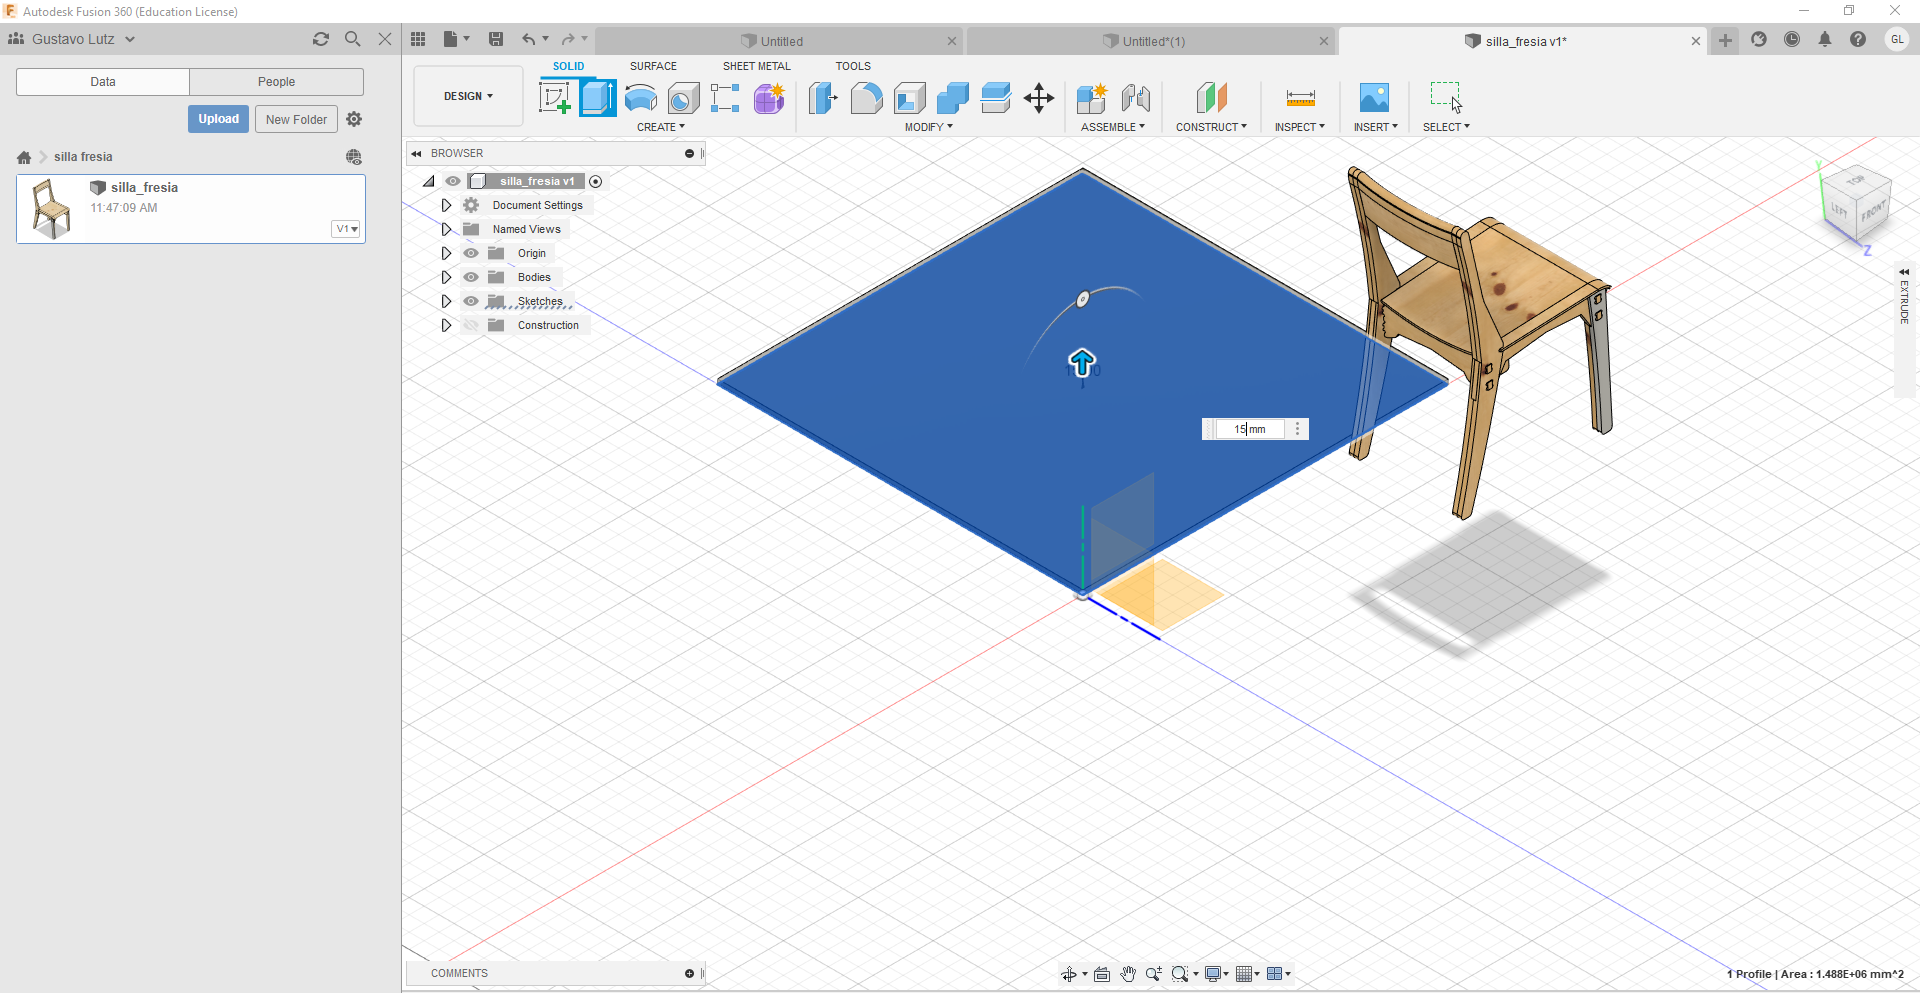 Autodesk Fusion 360 (Education License)
Gustavo Lutz
Untitled
Untitled*(1)
silla_fresia v1*
GL
Data
People
Upload
New Folder
silla fresia
silla_fresia
11:47:09 AM
V1
SOLID
SURFACE
SHEET METAL
TOOLS
DESIGN
CREATE
MODIFY
ASSEMBLE
CONSTRUCT
INSPECT
INSERT
SELECT
BROWSER
silla_fresia v1
Document Settings
Named Views
Origin
Bodies
Sketches
Construction
15 mm
Y
TOP
LEFT
FRONT
Z
EXTRUDE
COMMENTS
1 Profile | Area : 1.488E+06 mm^2